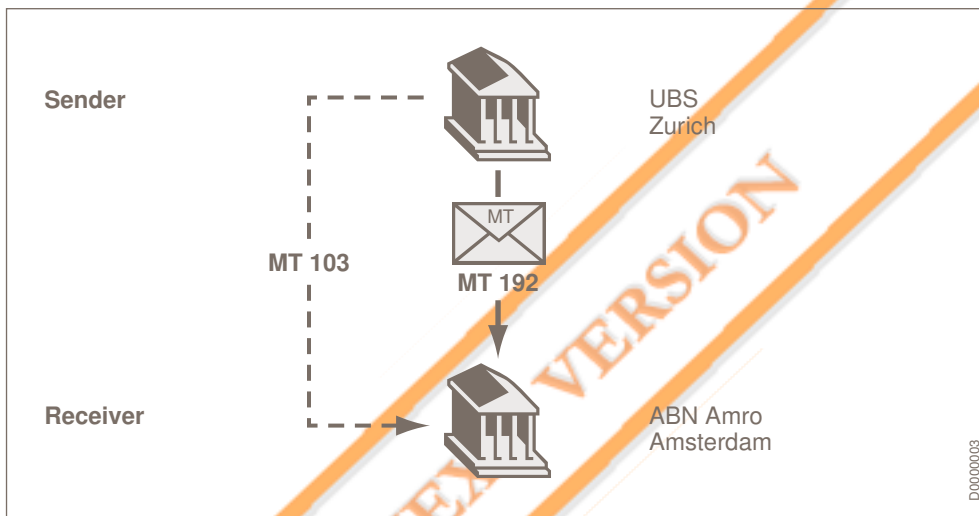 Sender
UBS
Zurich
MT
MT 103
MT 192
VERSION
Receiver
ABN Amro
Amsterdam
D0000003